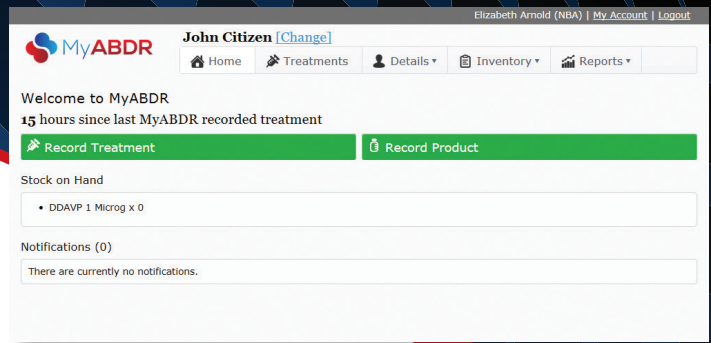 Elizabeth Arnold (NBA) | My Account | Logout
MyABDR
John Citizen [Change]
Home Treatments Details Inventory Reports
Welcome to MyABDR
15 hours since last MyABDR recorded treatment
Record Treatment Record Product
Stock on Hand
• DDAVP 1 Microg x 0
Notifications (0)
There are currently no notifications.